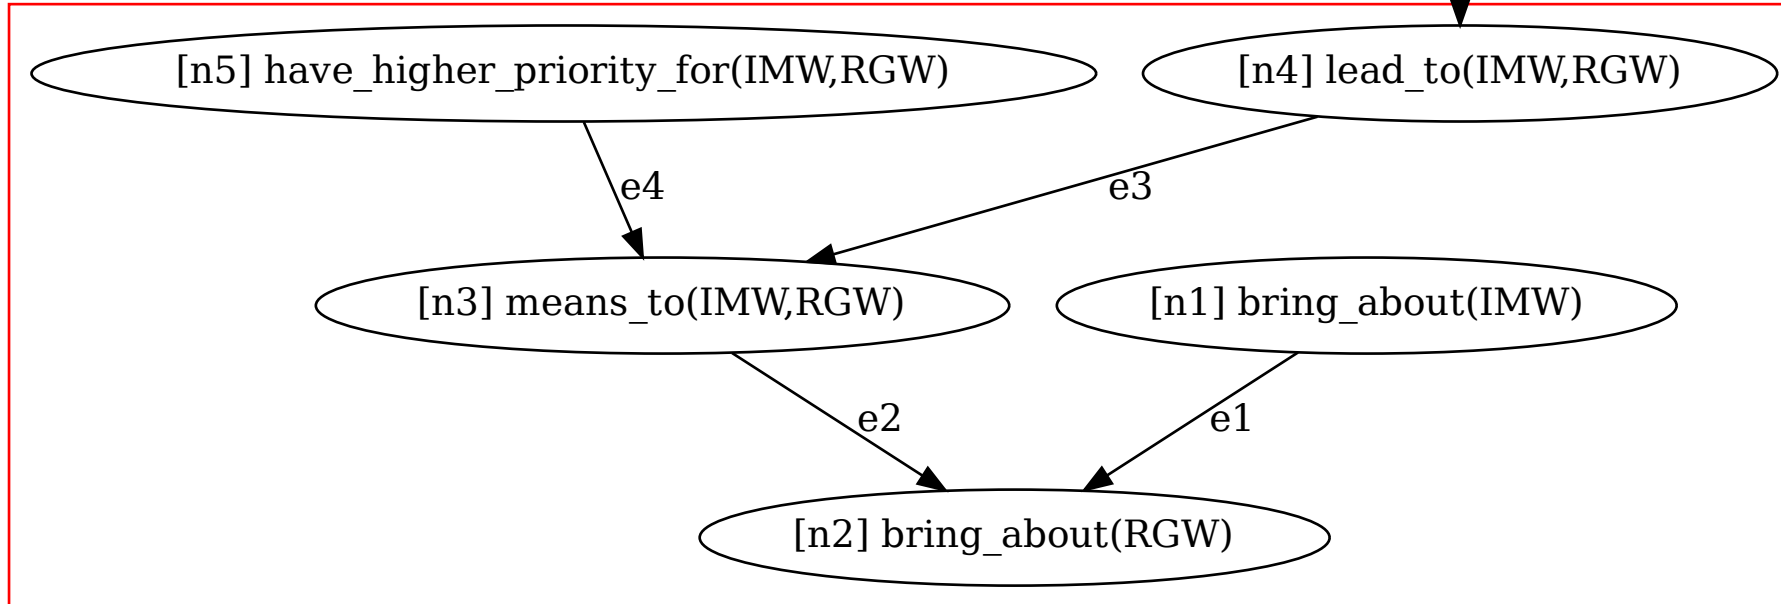 [n5] have_higher_priority_for(IMW,RGW)
[n4] lead_to(IMW,RGW)
e4
e3
[n3] means_to(IMW,RGW)
[n1] bring_about(IMW)
e2
e1
[n2] bring_about(RGW)